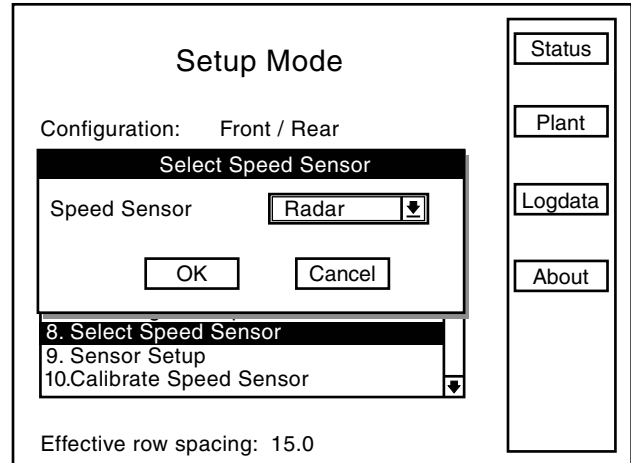 Setup Mode
Configuration: Front / Rear
Select Speed Sensor
Speed Sensor Radar
OK Cancel
8. Select Speed Sensor
9. Sensor Setup
10.Calibrate Speed Sensor
Effective row spacing: 15.0
Status
Plant
Logdata
About